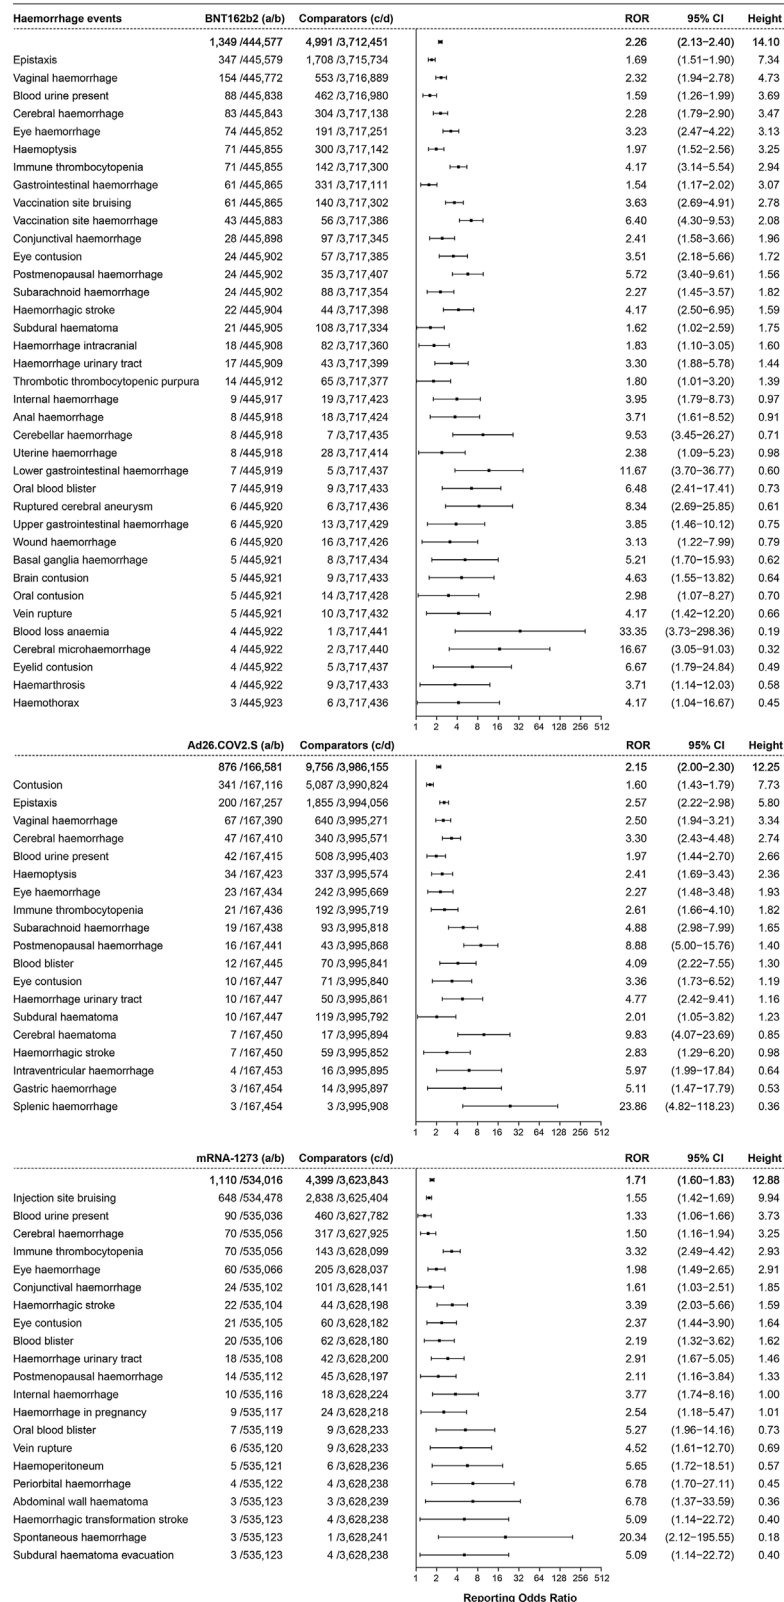 Haemorrhage events BNT162b2 (a/b) Comparators (c/d) ROR 95% CI Height
1,349 /444,577 4,991 /3,712,451 2.26 (2.13−2.40) 14.10
Epistaxis 347 /445,579 1,708 /3,715,734 1.69 (1.51−1.90) 7.34
Vaginal haemorrhage 154 /445,772 553 /3,716,889 2.32 (1.94−2.78) 4.73
Blood urine present 88 /445,838 462 /3,716,980 1.59 (1.26−1.99) 3.69
Cerebral haemorrhage 83 /445,843 304 /3,717,138 2.28 (1.79−2.90) 3.47
Eye haemorrhage 74 /445,852 191 /3,717,251 3.23 (2.47−4.22) 3.13
Haemoptysis 71 /445,855 300 /3,717,142 1.97 (1.52−2.56) 3.25
Immune thrombocytopenia 71 /445,855 142 /3,717,300 4.17 (3.14−5.54) 2.94
Gastrointestinal haemorrhage 61 /445,865 331 /3,717,111 1.54 (1.17−2.02) 3.07
Vaccination site bruising 61 /445,865 140 /3,717,302 3.63 (2.69−4.91) 2.78
Vaccination site haemorrhage 43 /445,883 56 /3,717,386 6.40 (4.30−9.53) 2.08
Conjunctival haemorrhage 28 /445,898 97 /3,717,345 2.41 (1.58−3.66) 1.96
Eye contusion 24 /445,902 57 /3,717,385 3.51 (2.18−5.66) 1.72
Postmenopausal haemorrhage 24 /445,902 35 /3,717,407 5.72 (3.40−9.61) 1.56
Subarachnoid haemorrhage 24 /445,902 88 /3,717,354 2.27 (1.45−3.57) 1.82
Haemorrhagic stroke 22 /445,904 44 /3,717,398 4.17 (2.50−6.95) 1.59
Subdural haematoma 21 /445,905 108 /3,717,334 1.62 (1.02−2.59) 1.75
Haemorrhage intracranial 18 /445,908 82 /3,717,360 1.83 (1.10−3.05) 1.60
Haemorrhage urinary tract 17 /445,909 43 /3,717,399 3.30 (1.88−5.78) 1.44
Thrombotic thrombocytopenic purpura 14 /445,912 65 /3,717,377 1.80 (1.01−3.20) 1.39
Internal haemorrhage 9 /445,917 19 /3,717,423 3.95 (1.79−8.73) 0.97
Anal haemorrhage 8 /445,918 18 /3,717,424 3.71 (1.61−8.52) 0.91
Cerebellar haemorrhage 8 /445,918 7 /3,717,435 9.53 (3.45−26.27) 0.71
Uterine haemorrhage 8 /445,918 28 /3,717,414 2.38 (1.09−5.23) 0.98
Lower gastrointestinal haemorrhage 7 /445,919 5 /3,717,437 11.67 (3.70−36.77) 0.60
Oral blood blister 7 /445,919 9 /3,717,433 6.48 (2.41−17.41) 0.73
Ruptured cerebral aneurysm 6 /445,920 6 /3,717,436 8.34 (2.69−25.85) 0.61
Upper gastrointestinal haemorrhage 6 /445,920 13 /3,717,429 3.85 (1.46−10.12) 0.75
Wound haemorrhage 6 /445,920 16 /3,717,426 3.13 (1.22−7.99) 0.79
Basal ganglia haemorrhage 5 /445,921 8 /3,717,434 5.21 (1.70−15.93) 0.62
Brain contusion 5 /445,921 9 /3,717,433 4.63 (1.55−13.82) 0.64
Oral contusion 5 /445,921 14 /3,717,428 2.98 (1.07−8.27) 0.70
Vein rupture 5 /445,921 10 /3,717,432 4.17 (1.42−12.20) 0.66
Blood loss anaemia 4 /445,922 1 /3,717,441 33.35 (3.73−298.36) 0.19
Cerebral microhaemorrhage 4 /445,922 2 /3,717,440 16.67 (3.05−91.03) 0.32
Eyelid contusion 4 /445,922 5 /3,717,437 6.67 (1.79−24.84) 0.49
Haemarthrosis 4 /445,922 9 /3,717,433 3.71 (1.14−12.03) 0.58
Haemothorax 3 /445,923 6 /3,717,436 4.17 (1.04−16.67) 0.45
1 2 4 8 16 32 64 128 256 512
Ad26.COV2.S (a/b) Comparators (c/d) ROR 95% CI Height
876 /166,581 9,756 /3,986,155 2.15 (2.00−2.30) 12.25
Contusion 341 /167,116 5,087 /3,990,824 1.60 (1.43−1.79) 7.73
Epistaxis 200 /167,257 1,855 /3,994,056 2.57 (2.22−2.98) 5.80
Vaginal haemorrhage 67 /167,390 640 /3,995,271 2.50 (1.94−3.21) 3.34
Cerebral haemorrhage 47 /167,410 340 /3,995,571 3.30 (2.43−4.48) 2.74
Blood urine present 42 /167,415 508 /3,995,403 1.97 (1.44−2.70) 2.66
Haemoptysis 34 /167,423 337 /3,995,574 2.41 (1.69−3.43) 2.36
Eye haemorrhage 23 /167,434 242 /3,995,669 2.27 (1.48−3.48) 1.93
Immune thrombocytopenia 21 /167,436 192 /3,995,719 2.61 (1.66−4.10) 1.82
Subarachnoid haemorrhage 19 /167,438 93 /3,995,818 4.88 (2.98−7.99) 1.65
Postmenopausal haemorrhage 16 /167,441 43 /3,995,868 8.88 (5.00−15.76) 1.40
Blood blister 12 /167,445 70 /3,995,841 4.09 (2.22−7.55) 1.30
Eye contusion 10 /167,447 71 /3,995,840 3.36 (1.73−6.52) 1.19
Haemorrhage urinary tract 10 /167,447 50 /3,995,861 4.77 (2.42−9.41) 1.16
Subdural haematoma 10 /167,447 119 /3,995,792 2.01 (1.05−3.82) 1.23
Cerebral haematoma 7 /167,450 17 /3,995,894 9.83 (4.07−23.69) 0.85
Haemorrhagic stroke 7 /167,450 59 /3,995,852 2.83 (1.29−6.20) 0.98
Intraventricular haemorrhage 4 /167,453 16 /3,995,895 5.97 (1.99−17.84) 0.64
Gastric haemorrhage 3 /167,454 14 /3,995,897 5.11 (1.47−17.79) 0.53
Splenic haemorrhage 3 /167,454 3 /3,995,908 23.86 (4.82−118.23) 0.36
1 2 4 8 16 32 64 128 256 512
mRNA-1273 (a/b) Comparators (c/d) ROR 95% CI Height
1,110 /534,016 4,399 /3,623,843 1.71 (1.60−1.83) 12.88
Injection site bruising 648 /534,478 2,838 /3,625,404 1.55 (1.42−1.69) 9.94
Blood urine present 90 /535,036 460 /3,627,782 1.33 (1.06−1.66) 3.73
Cerebral haemorrhage 70 /535,056 317 /3,627,925 1.50 (1.16−1.94) 3.25
Immune thrombocytopenia 70 /535,056 143 /3,628,099 3.32 (2.49−4.42) 2.93
Eye haemorrhage 60 /535,066 205 /3,628,037 1.98 (1.49−2.65) 2.91
Conjunctival haemorrhage 24 /535,102 101 /3,628,141 1.61 (1.03−2.51) 1.85
Haemorrhagic stroke 22 /535,104 44 /3,628,198 3.39 (2.03−5.66) 1.59
Eye contusion 21 /535,105 60 /3,628,182 2.37 (1.44−3.90) 1.64
Blood blister 20 /535,106 62 /3,628,180 2.19 (1.32−3.62) 1.62
Haemorrhage urinary tract 18 /535,108 42 /3,628,200 2.91 (1.67−5.05) 1.46
Postmenopausal haemorrhage 14 /535,112 45 /3,628,197 2.11 (1.16−3.84) 1.33
Internal haemorrhage 10 /535,116 18 /3,628,224 3.77 (1.74−8.16) 1.00
Haemorrhage in pregnancy 9 /535,117 24 /3,628,218 2.54 (1.18−5.47) 1.01
Oral blood blister 7 /535,119 9 /3,628,233 5.27 (1.96−14.16) 0.73
Vein rupture 6 /535,120 9 /3,628,233 4.52 (1.61−12.70) 0.69
Haemoperitoneum 5 /535,121 6 /3,628,236 5.65 (1.72−18.51) 0.57
Periorbital haemorrhage 4 /535,122 4 /3,628,238 6.78 (1.70−27.11) 0.45
Abdominal wall haematoma 3 /535,123 3 /3,628,239 6.78 (1.37−33.59) 0.36
Haemorrhagic transformation stroke 3 /535,123 4 /3,628,238 5.09 (1.14−22.72) 0.40
Spontaneous haemorrhage 3 /535,123 1 /3,628,241 20.34 (2.12−195.55) 0.18
Subdural haematoma evacuation 3 /535,123 4 /3,628,238 5.09 (1.14−22.72) 0.40
1 2 4 8 16 32 64 128 256 512
Reporting Odds Ratio